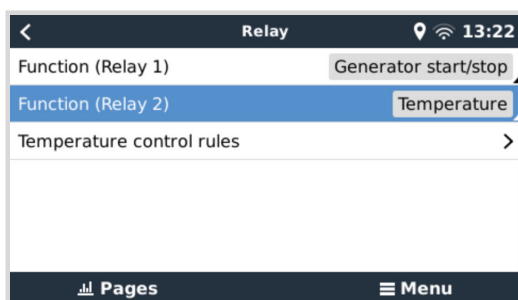 Relay 13:22
Function (Relay 1) Generator start/stop
Function (Relay 2) Temperature
Temperature control rules
Pages Menu